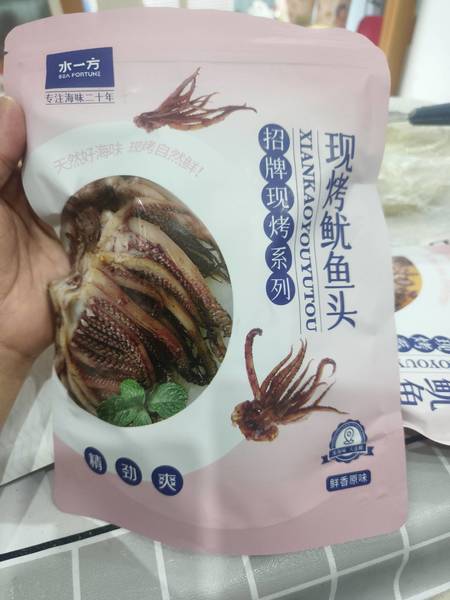 水一方
SEA FORTUNE
专注海味二十年
天然好海味 现烤自然鲜!
招牌现烤系列
XIANKAOYOUYUTOU
现烤鱿鱼头
精劲爽
鲜香原味
鱿鱼